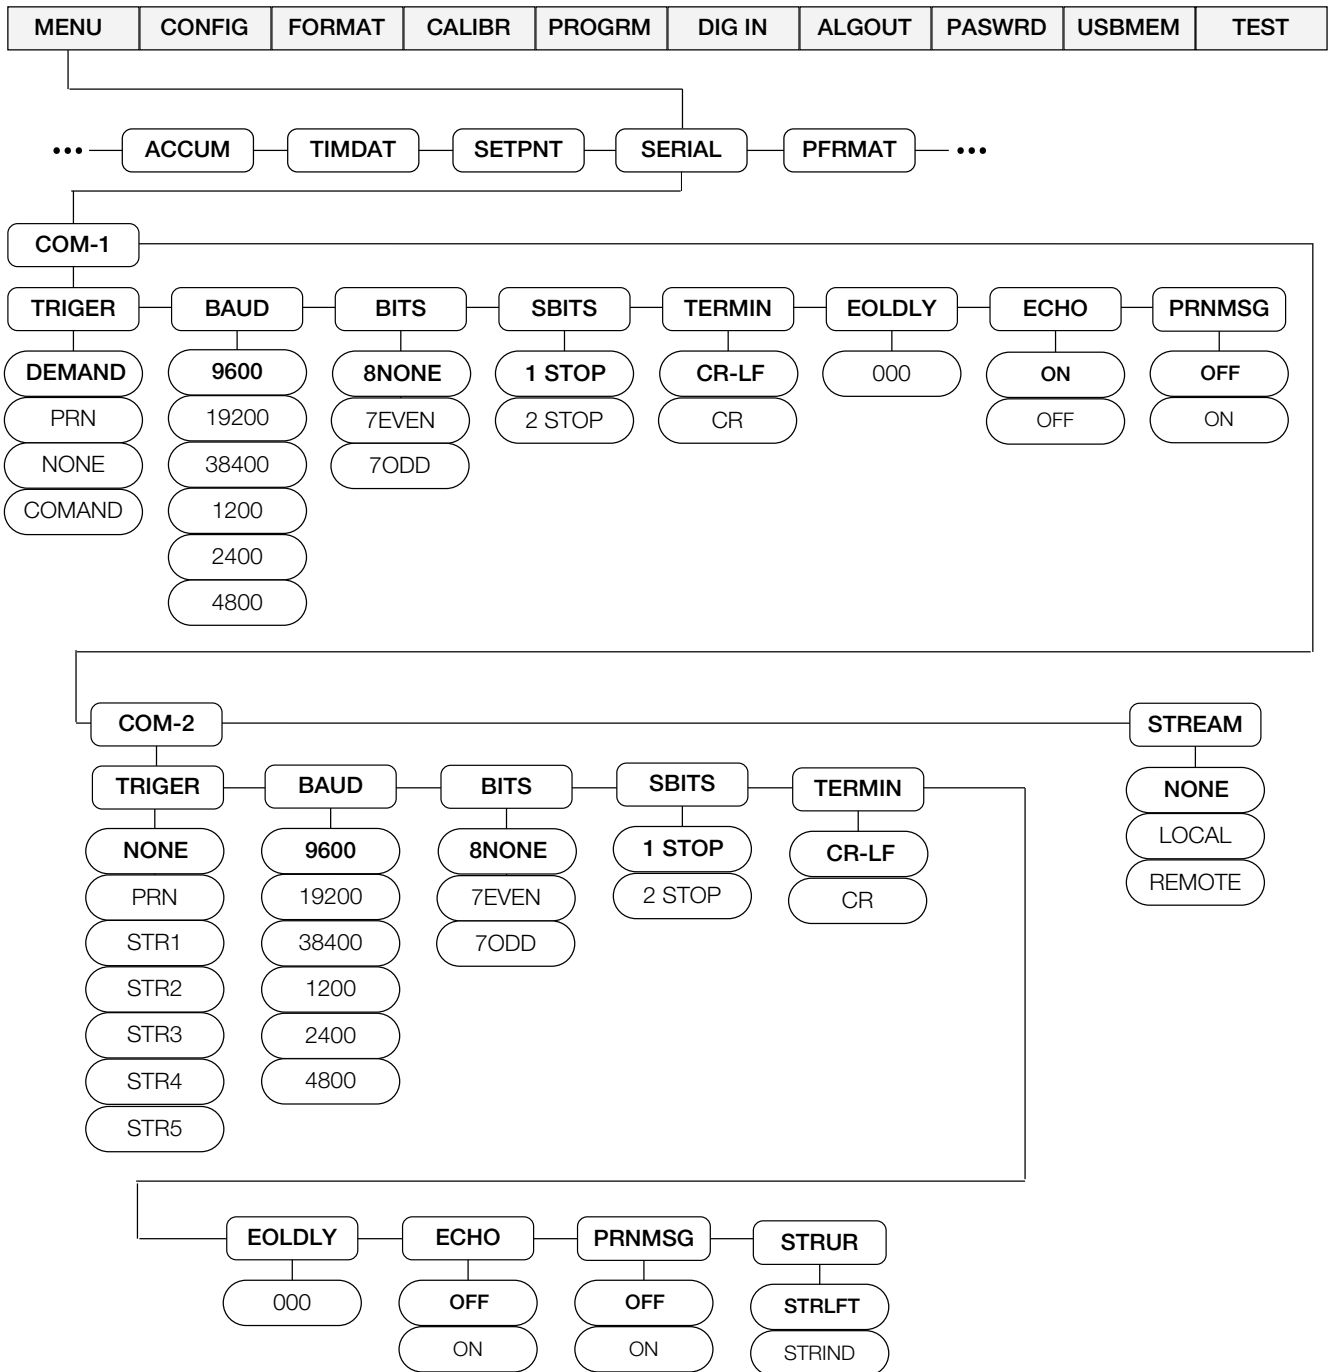 MENU CONFIG FORMAT CALIBR PROGRM DIG IN ALGOUT PASWRD USBMEM TEST
••• ACCUM TIMDAT SETPNT SERIAL PFRMAT •••
COM-1
TRIGER BAUD BITS SBITS TERMIN EOLDLY ECHO PRNMSG
DEMAND 9600 8NONE 1 STOP CR-LF 000 ON OFF
PRN 19200 7EVEN 2 STOP CR OFF ON
NONE 38400 7ODD
COMAND 1200
2400
4800
COM-2 STREAM
TRIGER BAUD BITS SBITS TERMIN NONE
NONE 9600 8NONE 1 STOP CR-LF LOCAL
PRN 19200 7EVEN 2 STOP CR REMOTE
STR1 38400 7ODD
STR2 1200
STR3 2400
STR4 4800
STR5
EOLDLY ECHO PRNMSG STRUR
000 OFF OFF STRLFT
ON ON STRIND